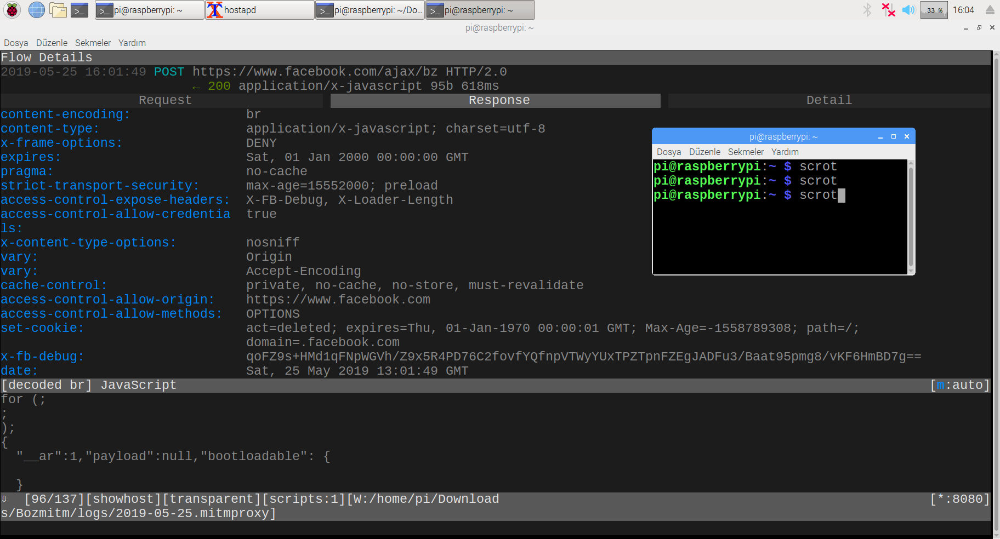 pi@raspberrypi: ~
hostapd
pi@raspberrypi: ~/Do...
pi@raspberrypi: ~
33 %
16:04
pi@raspberrypi: ~
Dosya Düzenle Sekmeler Yardım
Flow Details
2019-05-25 16:01:49 POST https://www.facebook.com/ajax/bz HTTP/2.0
← 200 application/x-javascript 95b 618ms
Request Response Detail
content-encoding: br
content-type: application/x-javascript; charset=utf-8
x-frame-options: DENY
expires: Sat, 01 Jan 2000 00:00:00 GMT
pragma: no-cache
strict-transport-security: max-age=15552000; preload
access-control-expose-headers: X-FB-Debug, X-Loader-Length
access-control-allow-credentia true
ls:
x-content-type-options: nosniff
vary: Origin
vary: Accept-Encoding
cache-control: private, no-cache, no-store, must-revalidate
access-control-allow-origin: https://www.facebook.com
access-control-allow-methods: OPTIONS
set-cookie: act=deleted; expires=Thu, 01-Jan-1970 00:00:01 GMT; Max-Age=-1558789308; path=/;
domain=.facebook.com
x-fb-debug: qoFZ9s+HMd1qFNpWGVh/Z9x5R4PD76C2fovfYQfnpVTWyYUxTPZTpnFZEgJADFu3/Baat95pmg8/vKF6HmBD7g==
date: Sat, 25 May 2019 13:01:49 GMT
[decoded br] JavaScript [m:auto]
for (;
;
);
{
"__ar":1,"payload":null,"bootloadable": {
}
⇩ [96/137][showhost][transparent][scripts:1][W:/home/pi/Download [*:8080]
s/Bozmitm/logs/2019-05-25.mitmproxy]
pi@raspberrypi: ~
Dosya Düzenle Sekmeler Yardım
pi@raspberrypi:~ $ scrot
pi@raspberrypi:~ $ scrot
pi@raspberrypi:~ $ scrot